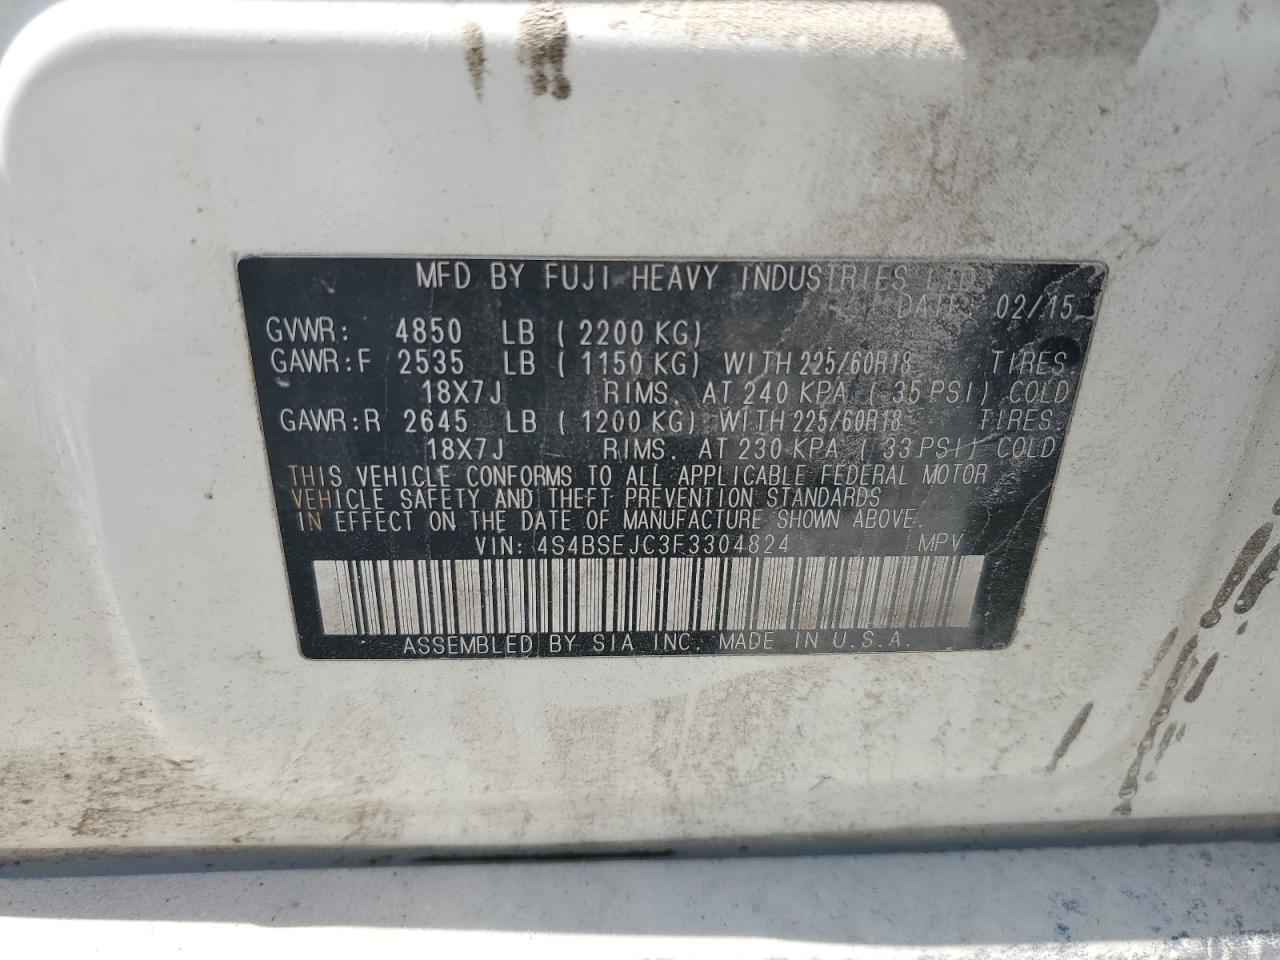 MFD BY FUJI HEAVY INDUSTRIES LTD.
DATE: 02/15
GVWR: 4850 LB ( 2200 KG)
GAWR:F 2535 LB ( 1150 KG) WITH 225/60R18 TIRES.
18X7J RIMS. AT 240 KPA ( 35 PSI) COLD
GAWR:R 2645 LB ( 1200 KG) WITH 225/60R18 TIRES.
18X7J RIMS. AT 230 KPA ( 33 PSI) COLD
THIS VEHICLE CONFORMS TO ALL APPLICABLE FEDERAL MOTOR
VEHICLE SAFETY AND THEFT PREVENTION STANDARDS
IN EFFECT ON THE DATE OF MANUFACTURE SHOWN ABOVE.
VIN: 4S4BSEJC3F3304824 MPV
ASSEMBLED BY SIA INC. MADE IN U.S.A.